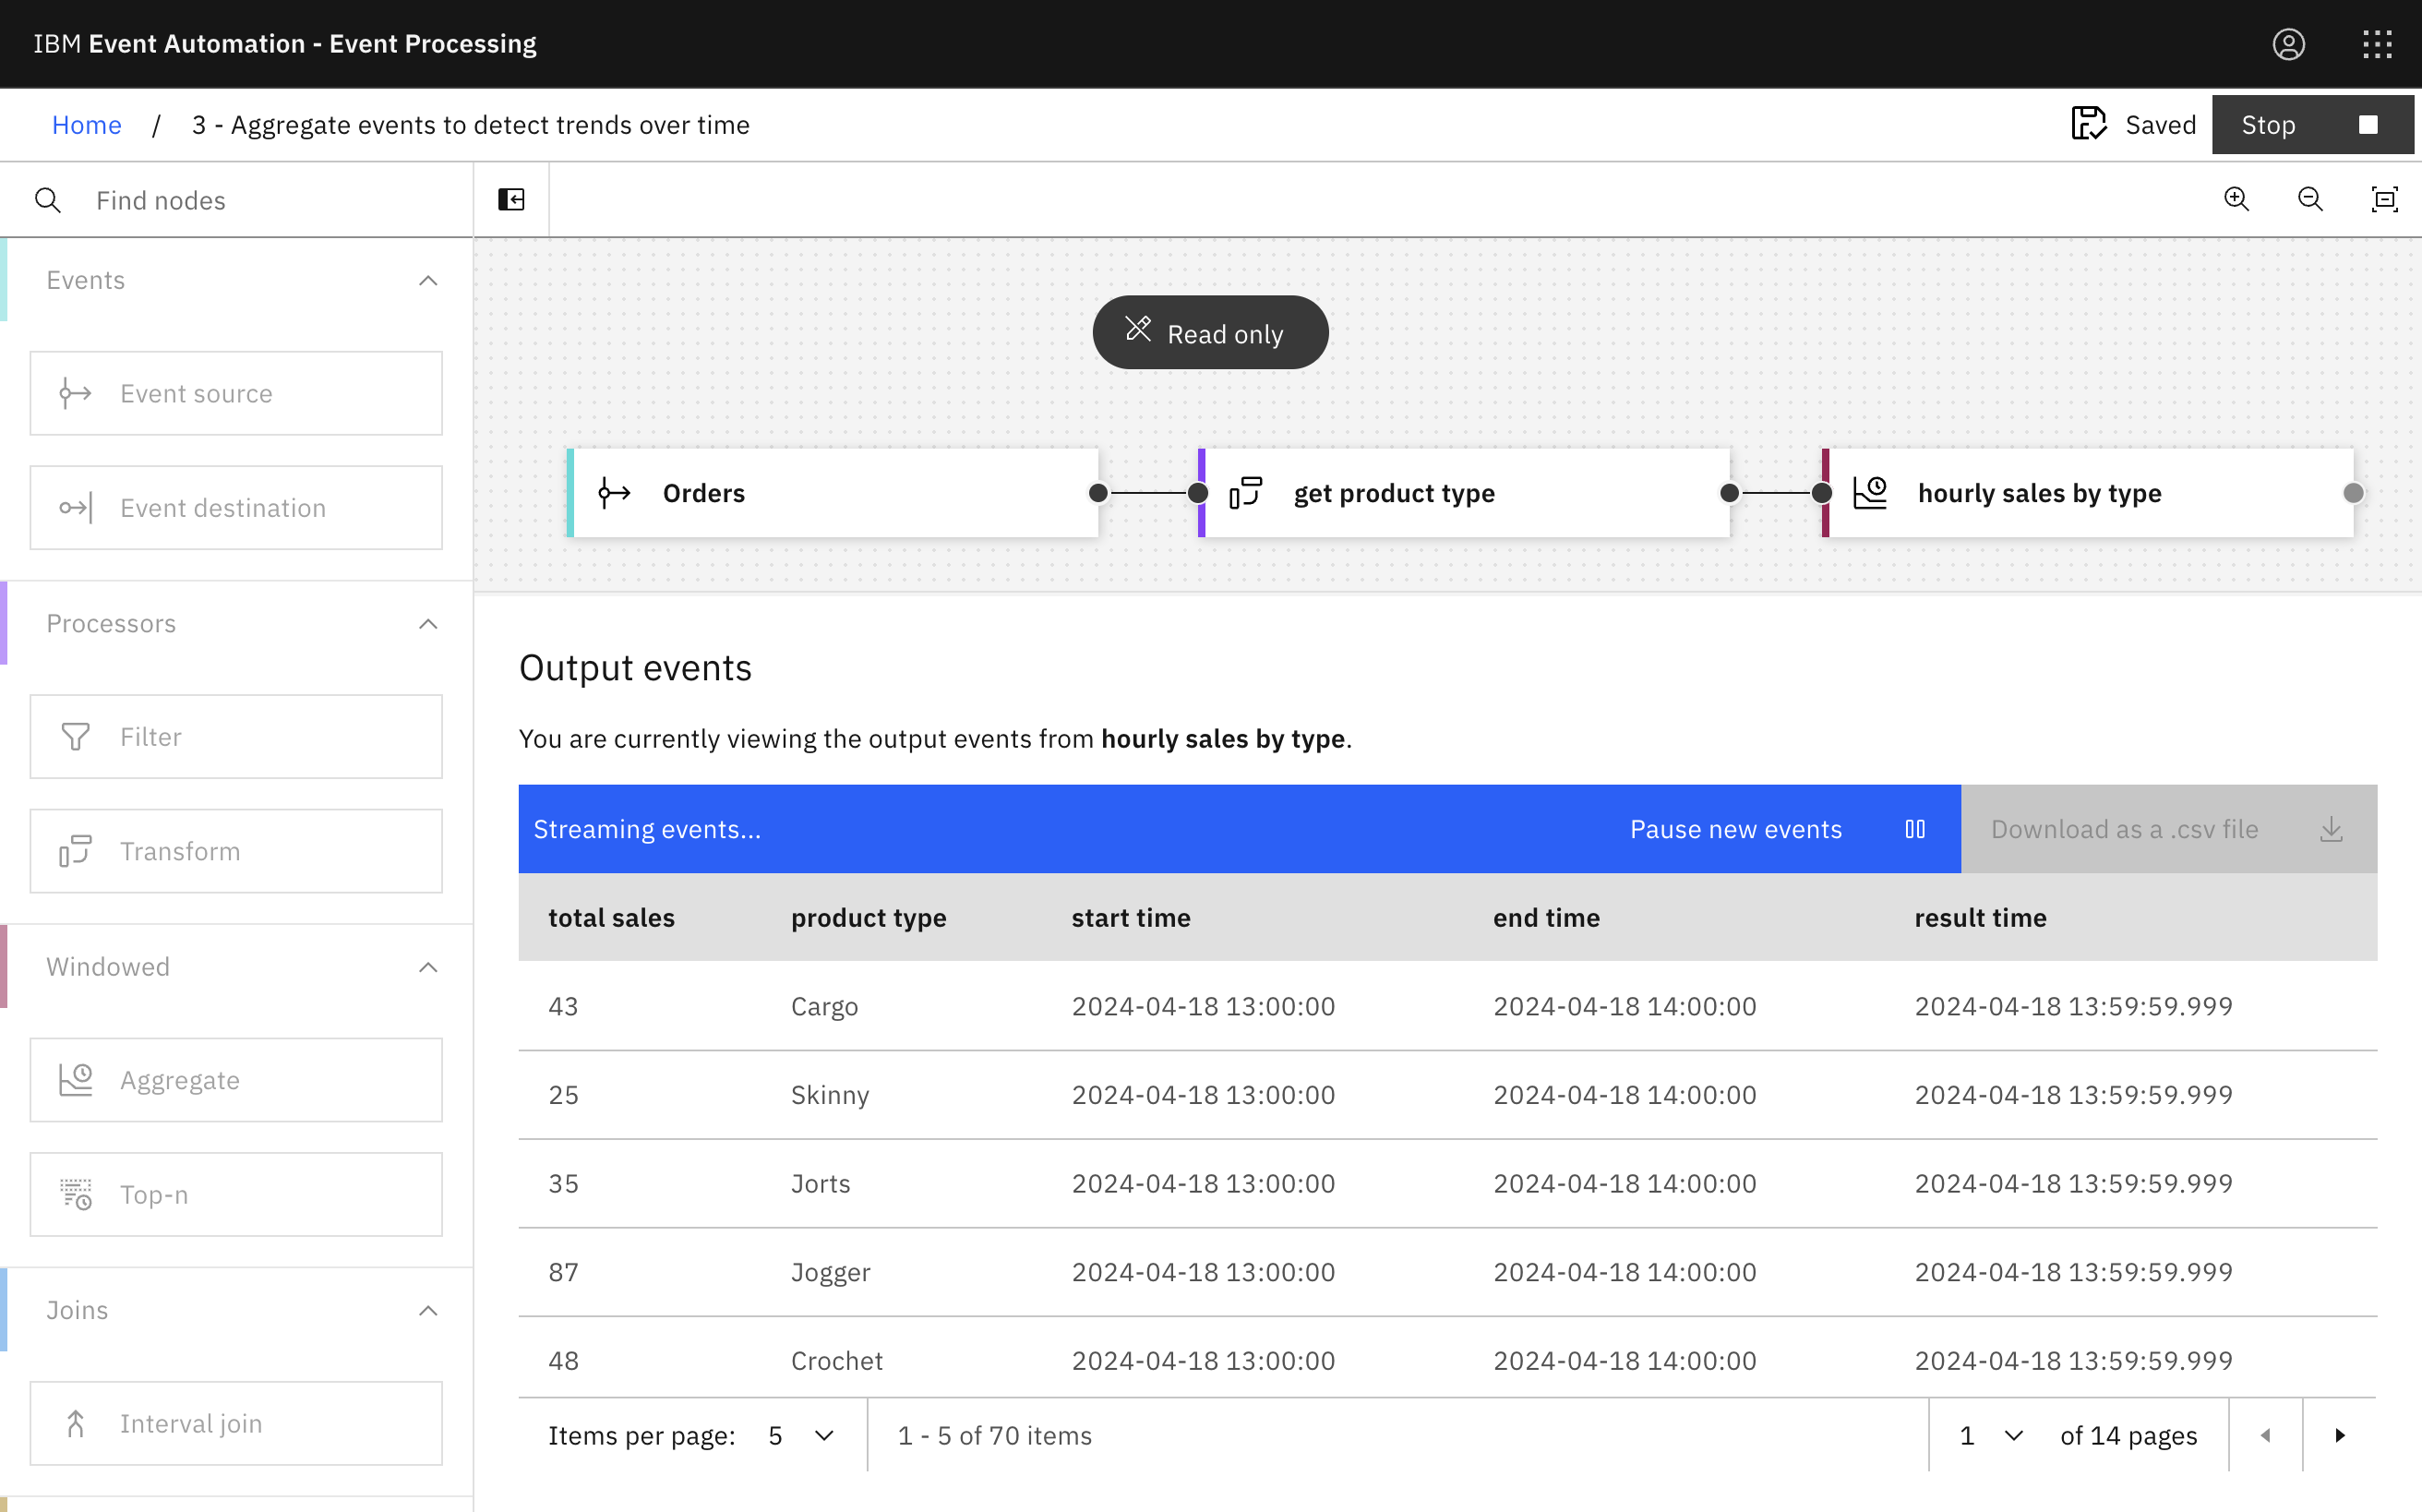 IBM Event Automation - Event Processing
Home / 3 - Aggregate events to detect trends over time
Saved
Stop
Find nodes
Events
Event source
Event destination
Processors
Filter
Transform
Windowed
Aggregate
Top-n
Joins
Interval join
Read only
Orders
get product type
hourly sales by type
Output events
You are currently viewing the output events from hourly sales by type.
Streaming events...
Pause new events
Download as a .csv file
total sales product type start time end time result time
43 Cargo 2024-04-18 13:00:00 2024-04-18 14:00:00 2024-04-18 13:59:59.999
25 Skinny 2024-04-18 13:00:00 2024-04-18 14:00:00 2024-04-18 13:59:59.999
35 Jorts 2024-04-18 13:00:00 2024-04-18 14:00:00 2024-04-18 13:59:59.999
87 Jogger 2024-04-18 13:00:00 2024-04-18 14:00:00 2024-04-18 13:59:59.999
48 Crochet 2024-04-18 13:00:00 2024-04-18 14:00:00 2024-04-18 13:59:59.999
Items per page: 5
1 - 5 of 70 items
1 of 14 pages